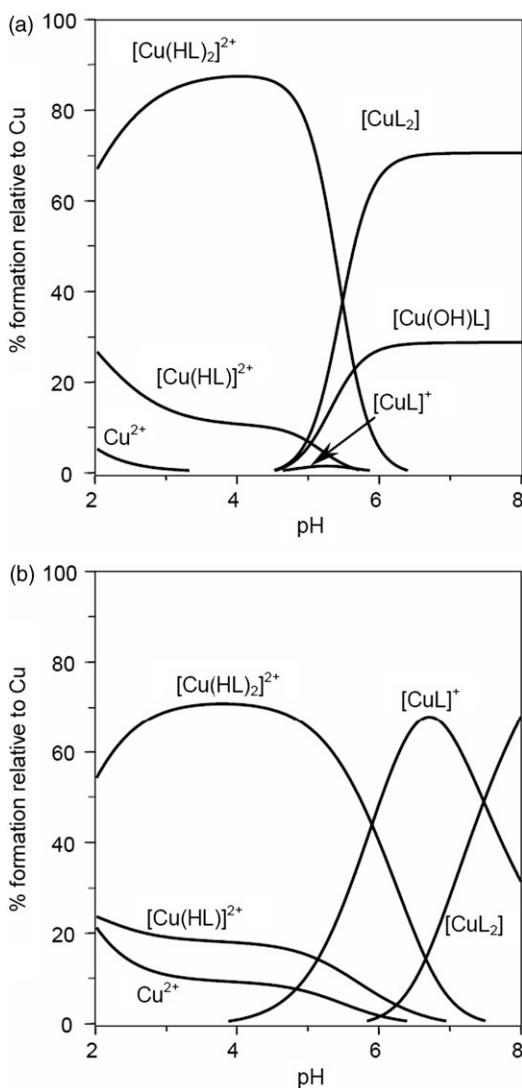 (a)
100
80
60
40
20
0
% formation relative to Cu
[Cu(HL)₂]²⁺
[CuL₂]
[Cu(OH)L]
[Cu(HL)]²⁺
[CuL]⁺
Cu²⁺
2 4 6 8
pH
(b)
100
80
60
40
20
0
% formation relative to Cu
[Cu(HL)₂]²⁺
[CuL]⁺
[Cu(HL)]²⁺
[CuL₂]
Cu²⁺
2 4 6 8
pH